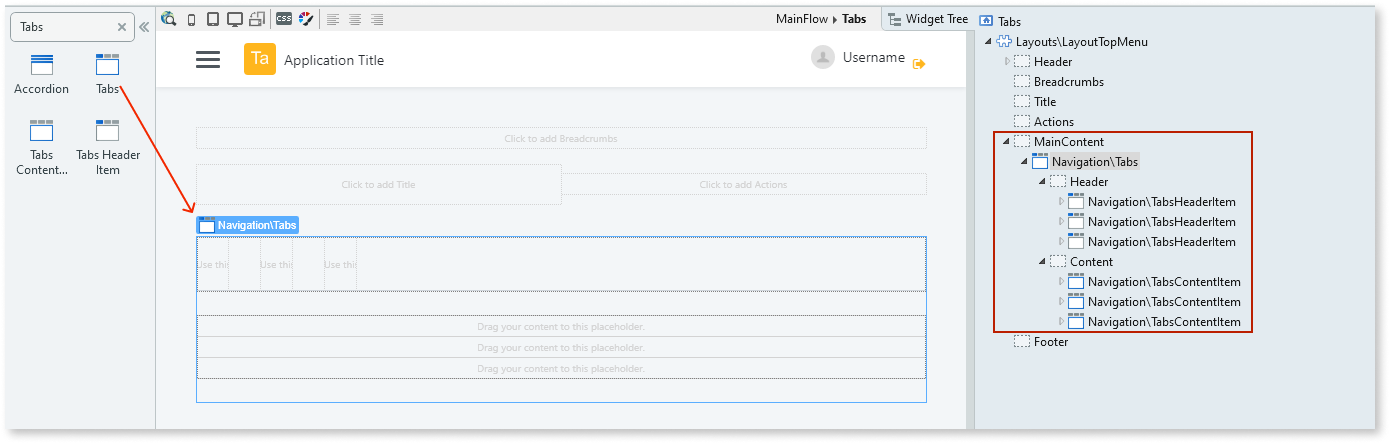 Tabs
Accordion
Tabs
Tabs
Content...
Tabs Header
Item
css
MainFlow
Tabs
Widget Tree
Ta
Application Title
Username
Click to add Breadcrumbs
Click to add Title
Click to add Actions
Navigation\Tabs
Use this
Use this
Use this
Drag your content to this placeholder.
Drag your content to this placeholder.
Drag your content to this placeholder.
Tabs
Layouts\LayoutTopMenu
Header
Breadcrumbs
Title
Actions
MainContent
Navigation\Tabs
Header
Navigation\TabsHeaderItem
Navigation\TabsHeaderItem
Navigation\TabsHeaderItem
Content
Navigation\TabsContentItem
Navigation\TabsContentItem
Navigation\TabsContentItem
Footer